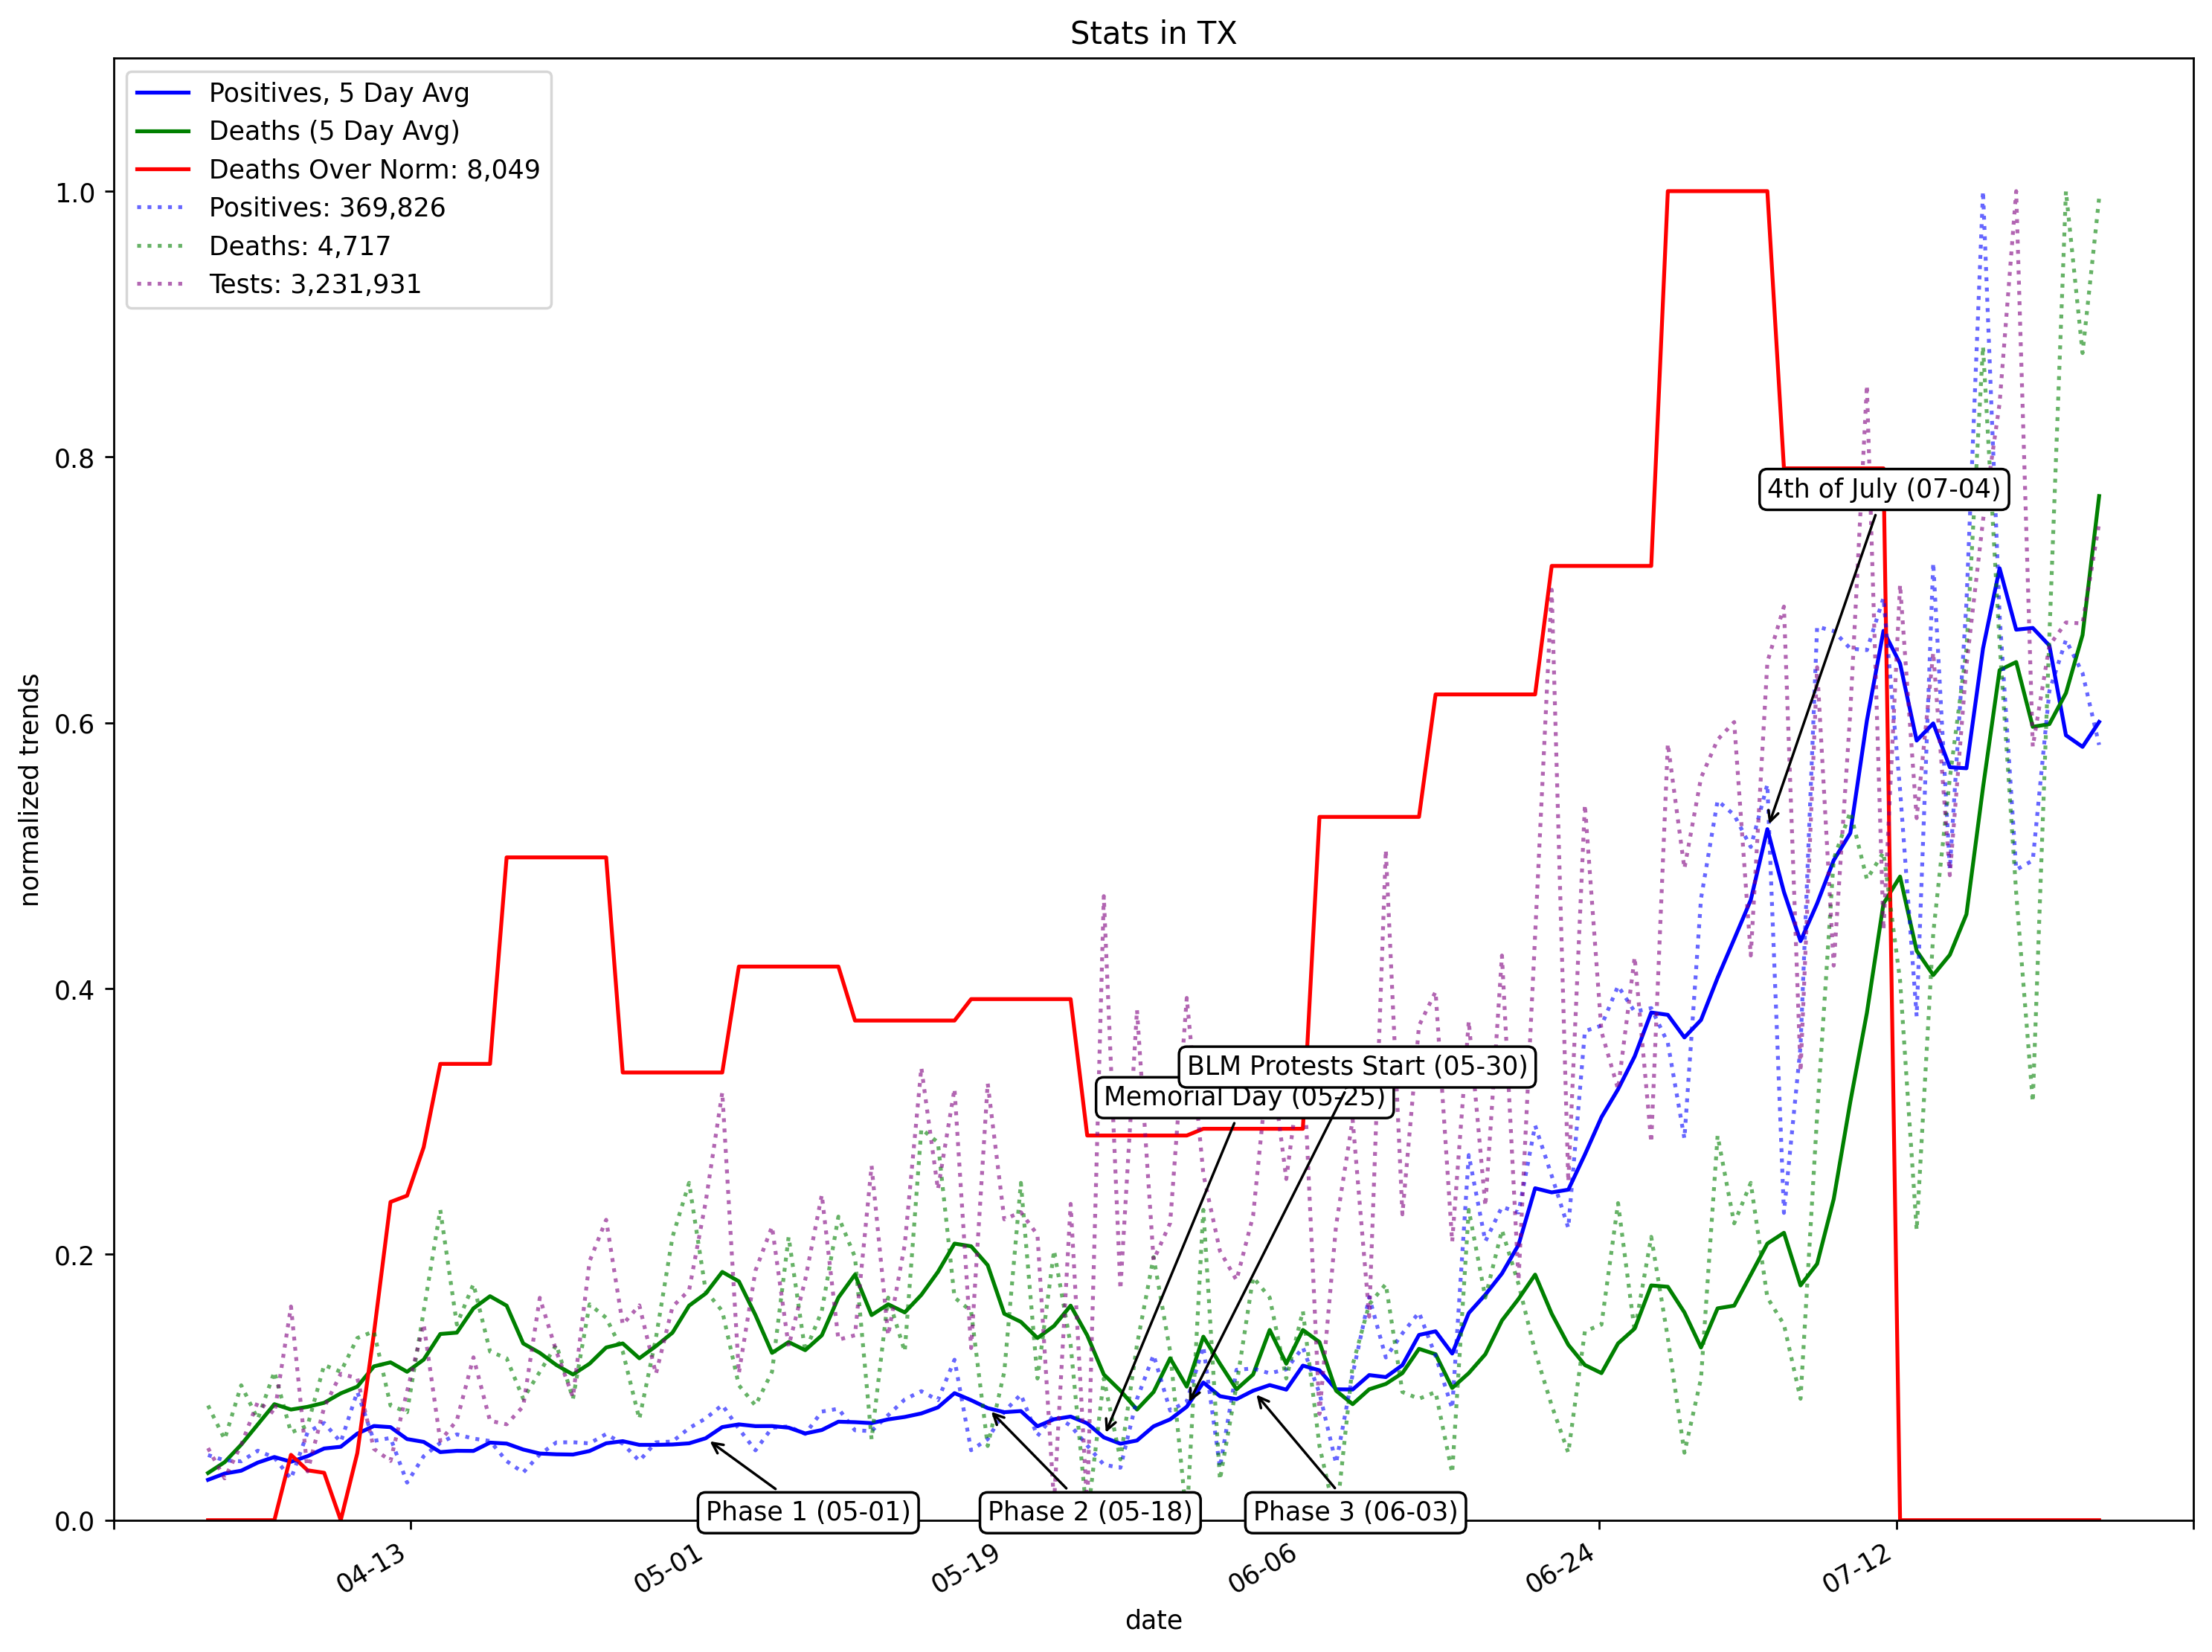 Stats in TX
Positives, 5 Day Avg
Deaths (5 Day Avg)
Deaths Over Norm: 8,049
Positives: 369,826
Deaths: 4,717
Tests: 3,231,931
normalized trends
1.0
0.8
0.6
0.4
0.2
0.0
4th of July (07-04)
BLM Protests Start (05-30)
Memorial Day (05-25)
Phase 1 (05-01)
Phase 2 (05-18)
Phase 3 (06-03)
04-13
05-01
05-19
06-06
06-24
07-12
date